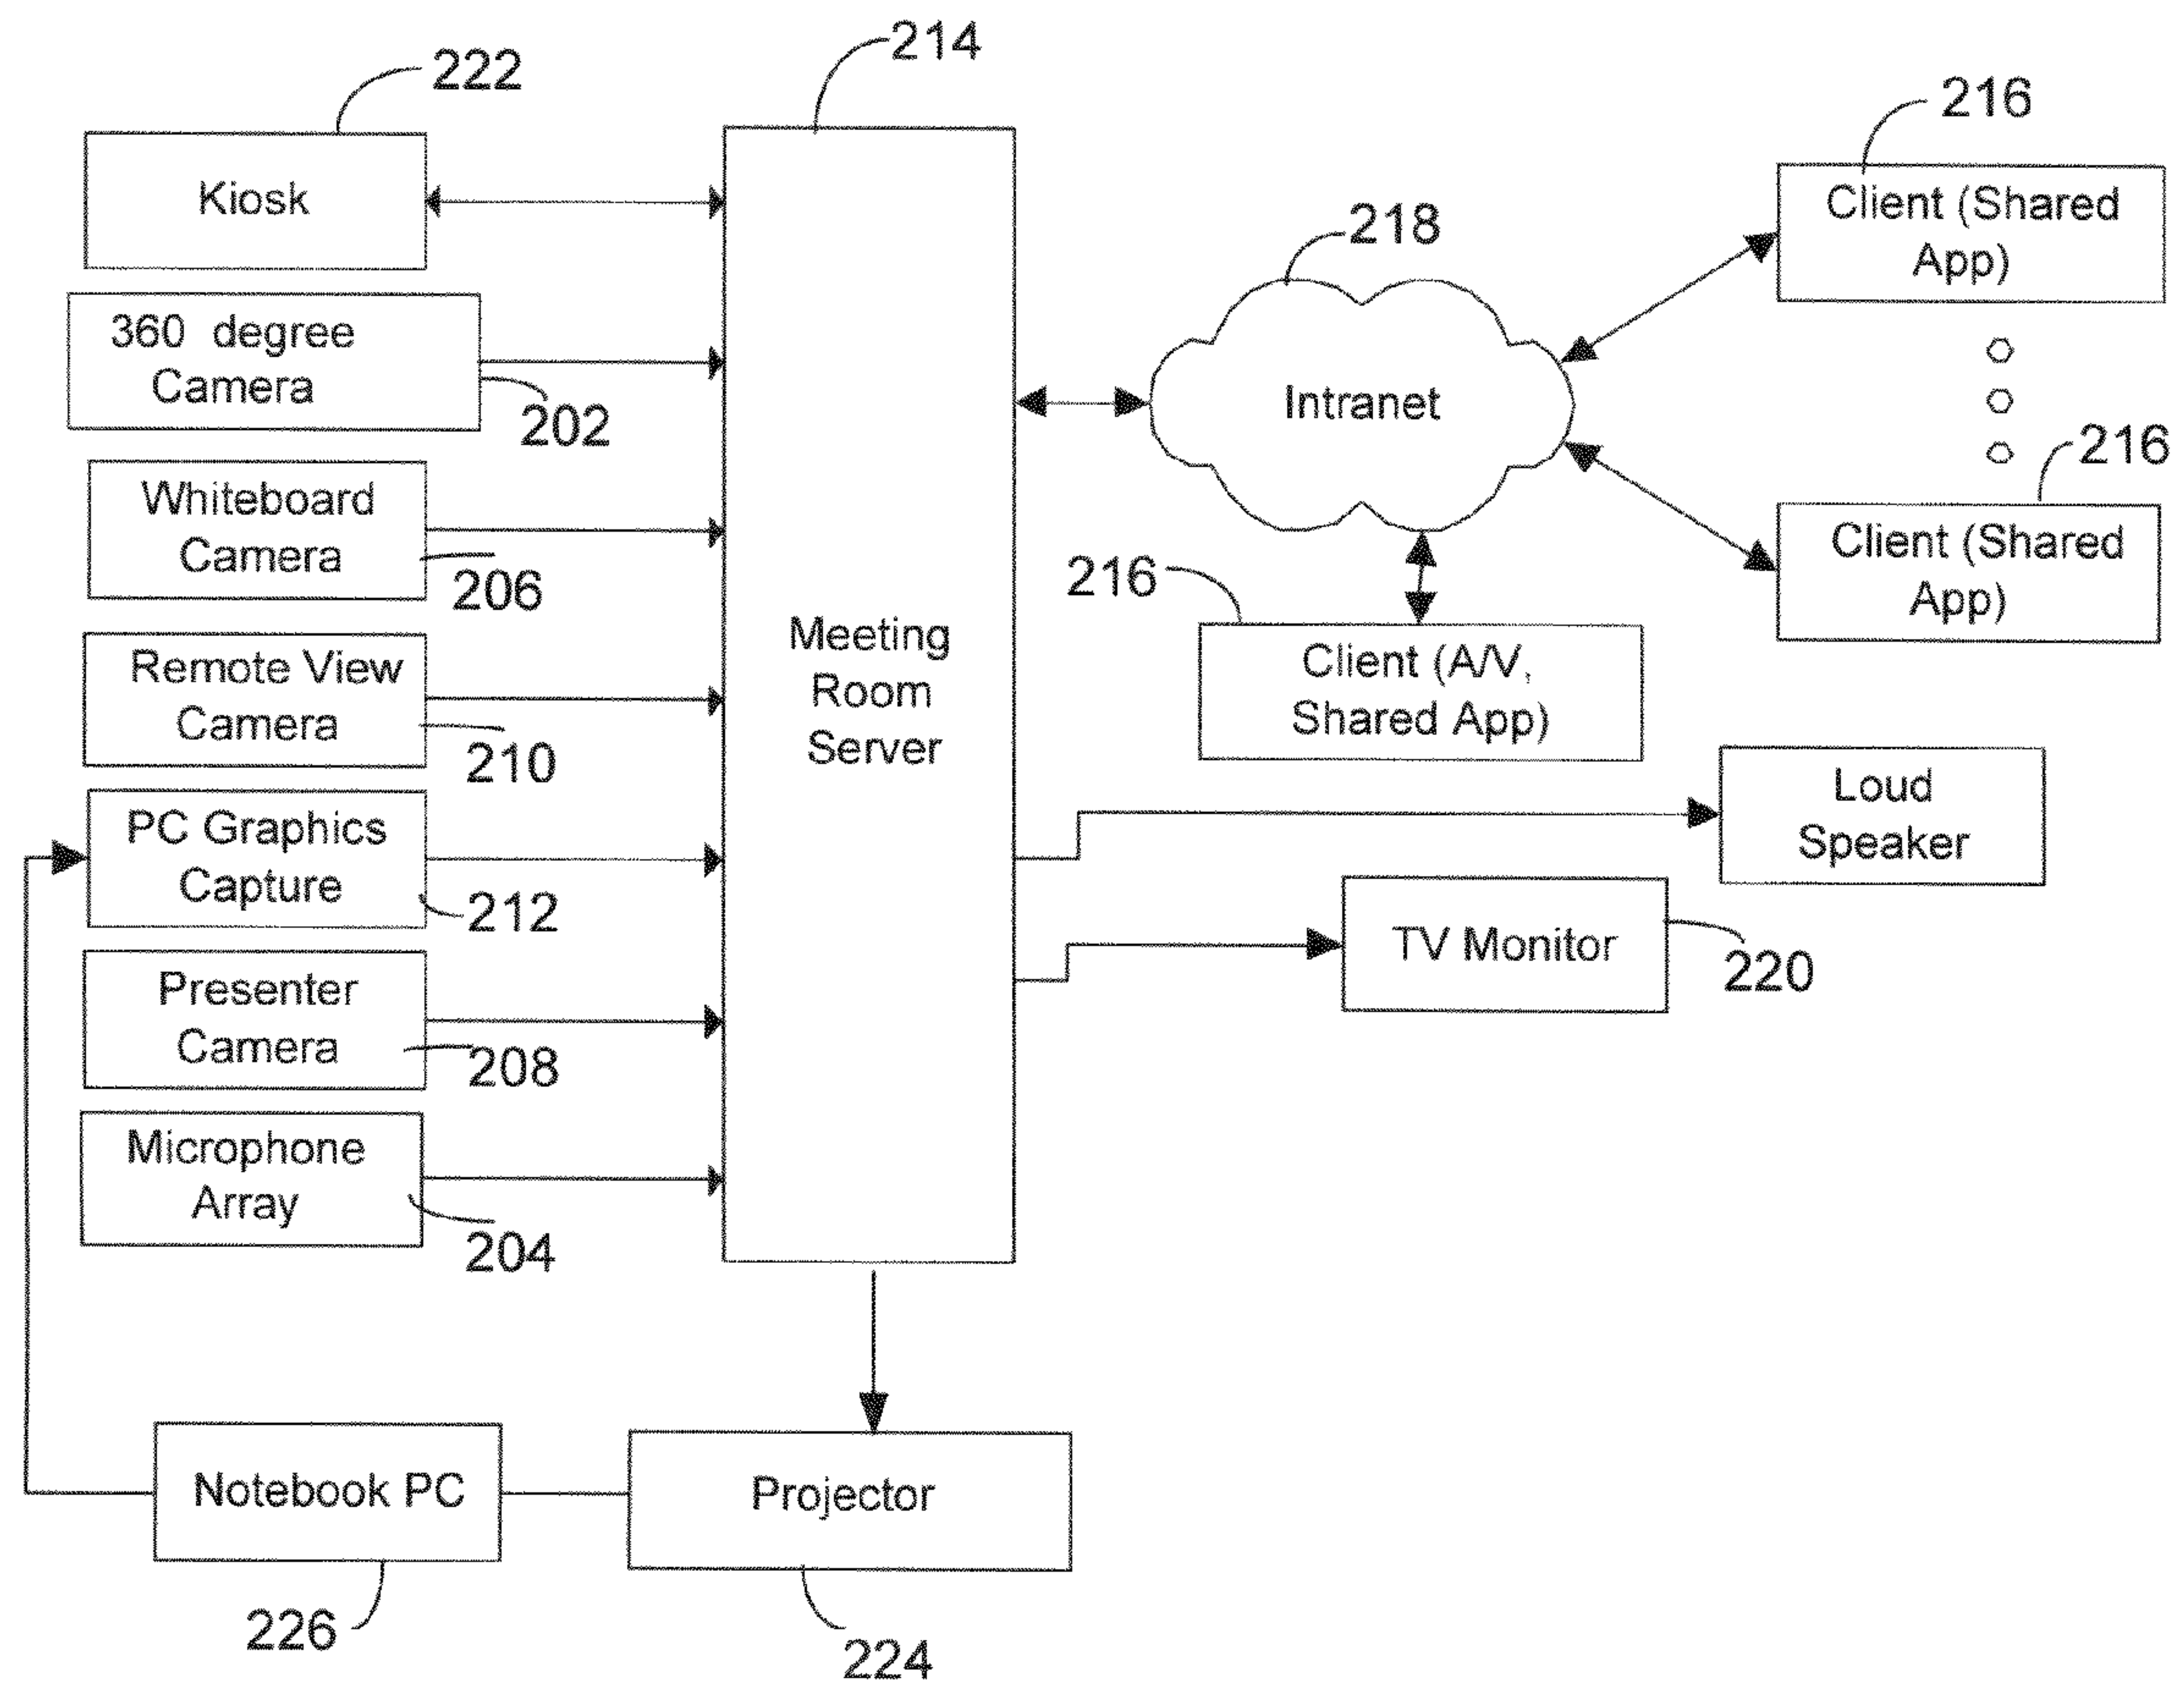 222
Kiosk
360 degree
Camera
202
Whiteboard
Camera
206
Remote View
Camera
210
PC Graphics
Capture
212
Presenter
Camera
208
Microphone
Array
204
Notebook PC
226
Projector
224
214
Meeting
Room
Server
218
Intranet
216
Client (Shared
App)
216
Client (Shared
App)
216
Client (A/V,
Shared App)
Loud
Speaker
TV Monitor
220